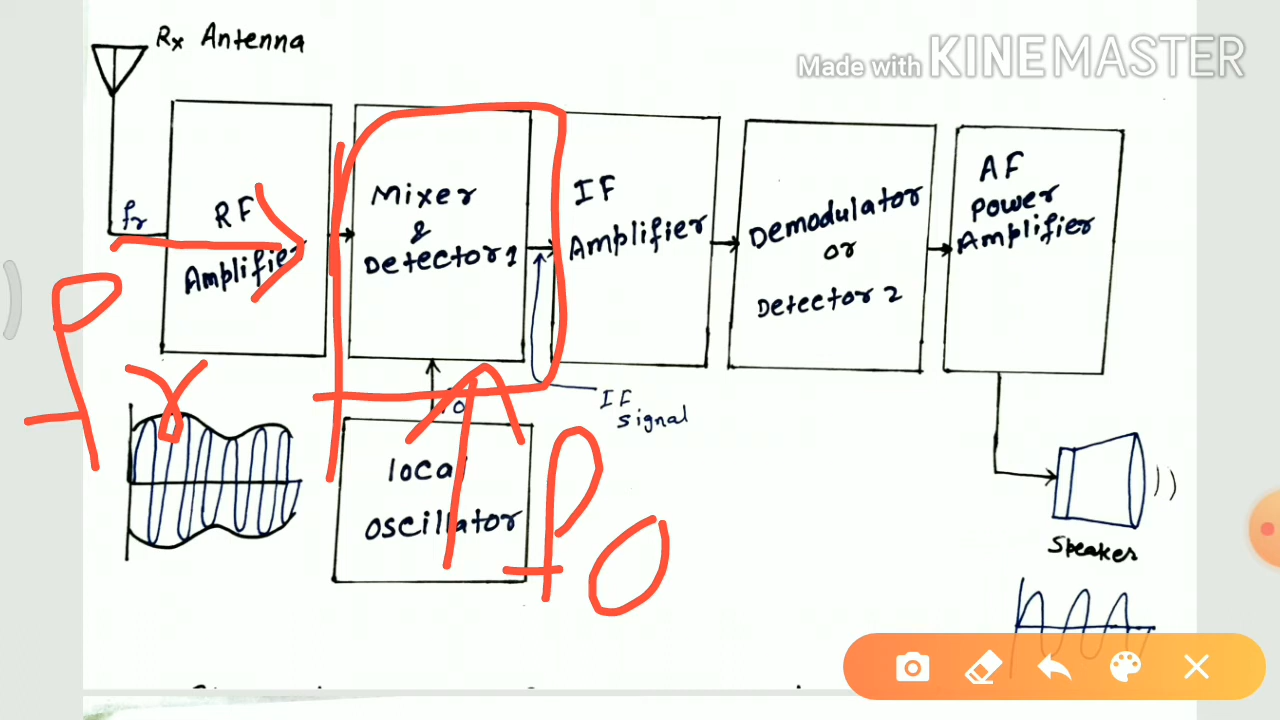 Rx Antenna
Made with KINEMASTER
fr
RF
Amplifier
Mixer
&
Detector 1
IF
Amplifier
Demodulator
or
Detector 2
AF
Power
Amplifier
fr
fo
IF
signal
local
oscillator
fo
Speaker